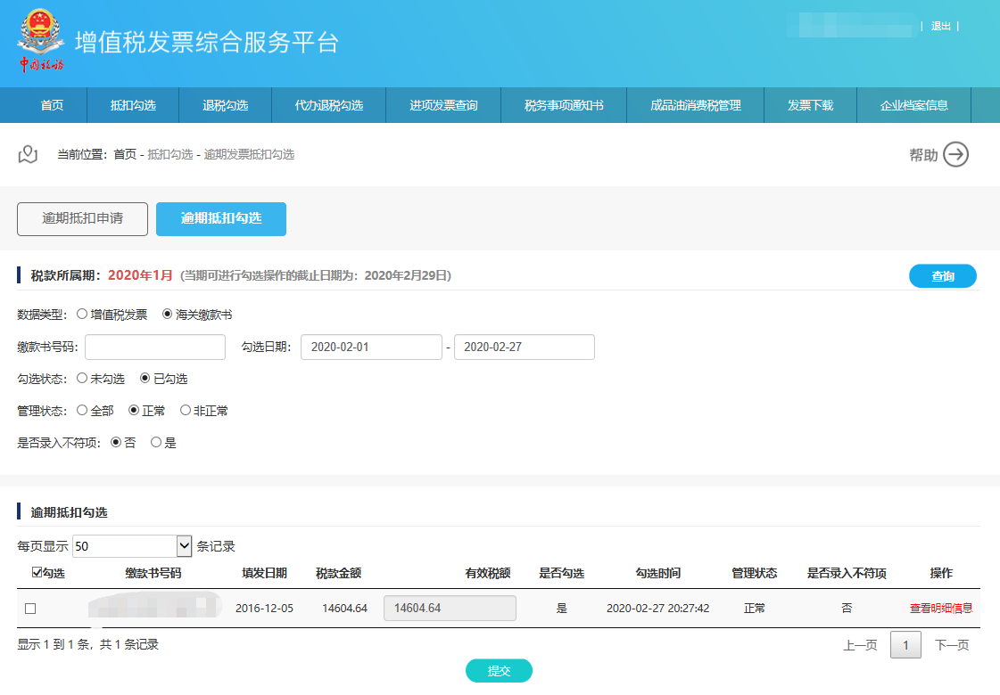 增值税发票综合服务平台
中国税务
| 退出 |
首页 抵扣勾选 退税勾选 代办退税勾选 进项发票查询 税务事项通知书 成品油消费税管理 发票下载 企业档案信息
当前位置：首页 - 抵扣勾选 - 逾期发票抵扣勾选 帮助
逾期抵扣申请 逾期抵扣勾选
税款所属期：2020年1月 (当期可进行勾选操作的截止日期为：2020年2月29日) 查询
数据类型： 增值税发票 海关缴款书
缴款书号码： 勾选日期： 2020-02-01 - 2020-02-27
勾选状态： 未勾选 已勾选
管理状态： 全部 正常 非正常
是否录入不符项： 否 是
逾期抵扣勾选
每页显示 50 条记录
勾选 缴款书号码 填发日期 税款金额 有效税额 是否勾选 勾选时间 管理状态 是否录入不符项 操作
2016-12-05 14604.64 14604.64 是 2020-02-27 20:27:42 正常 否 查看明细信息
显示 1 到 1 条，共 1 条记录 上一页 1 下一页
提交